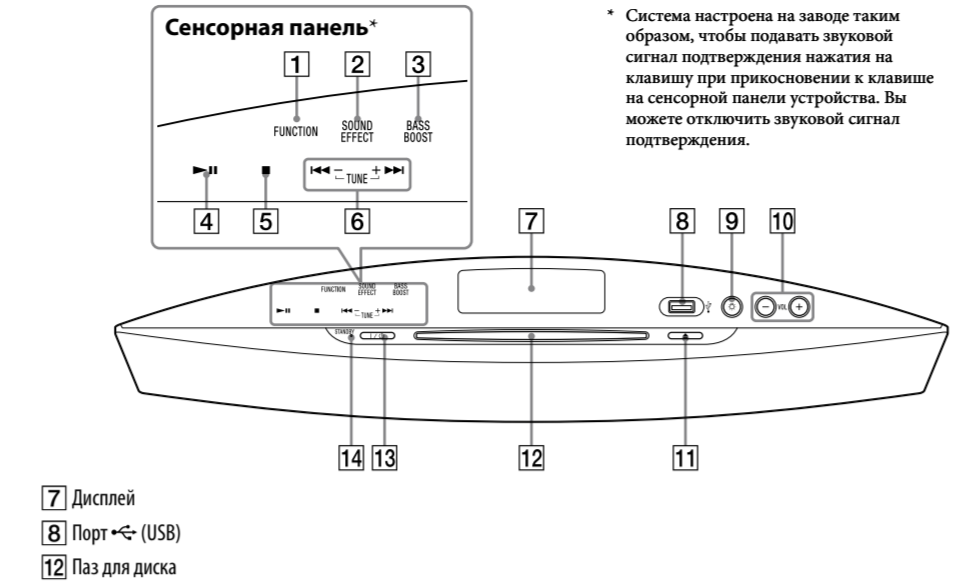 Сенсорная панель*
* Система настроена на заводе таким
образом, чтобы подавать звуковой
сигнал подтверждения нажатия на
клавишу при прикосновении к клавише
на сенсорной панели устройства. Вы
можете отключить звуковой сигнал
подтверждения.
1 2 3
FUNCTION SOUND EFFECT BASS BOOST
►II ■ I◄◄ – TUNE + ►►I
4 5 6
7 8 9 10
FUNCTION SOUND EFFECT BASS BOOST
►II ■ I◄◄ – TUNE + ►►I
– VOL +
STANDBY
14 13 12 11
7 Дисплей
8 Порт (USB)
12 Паз для диска